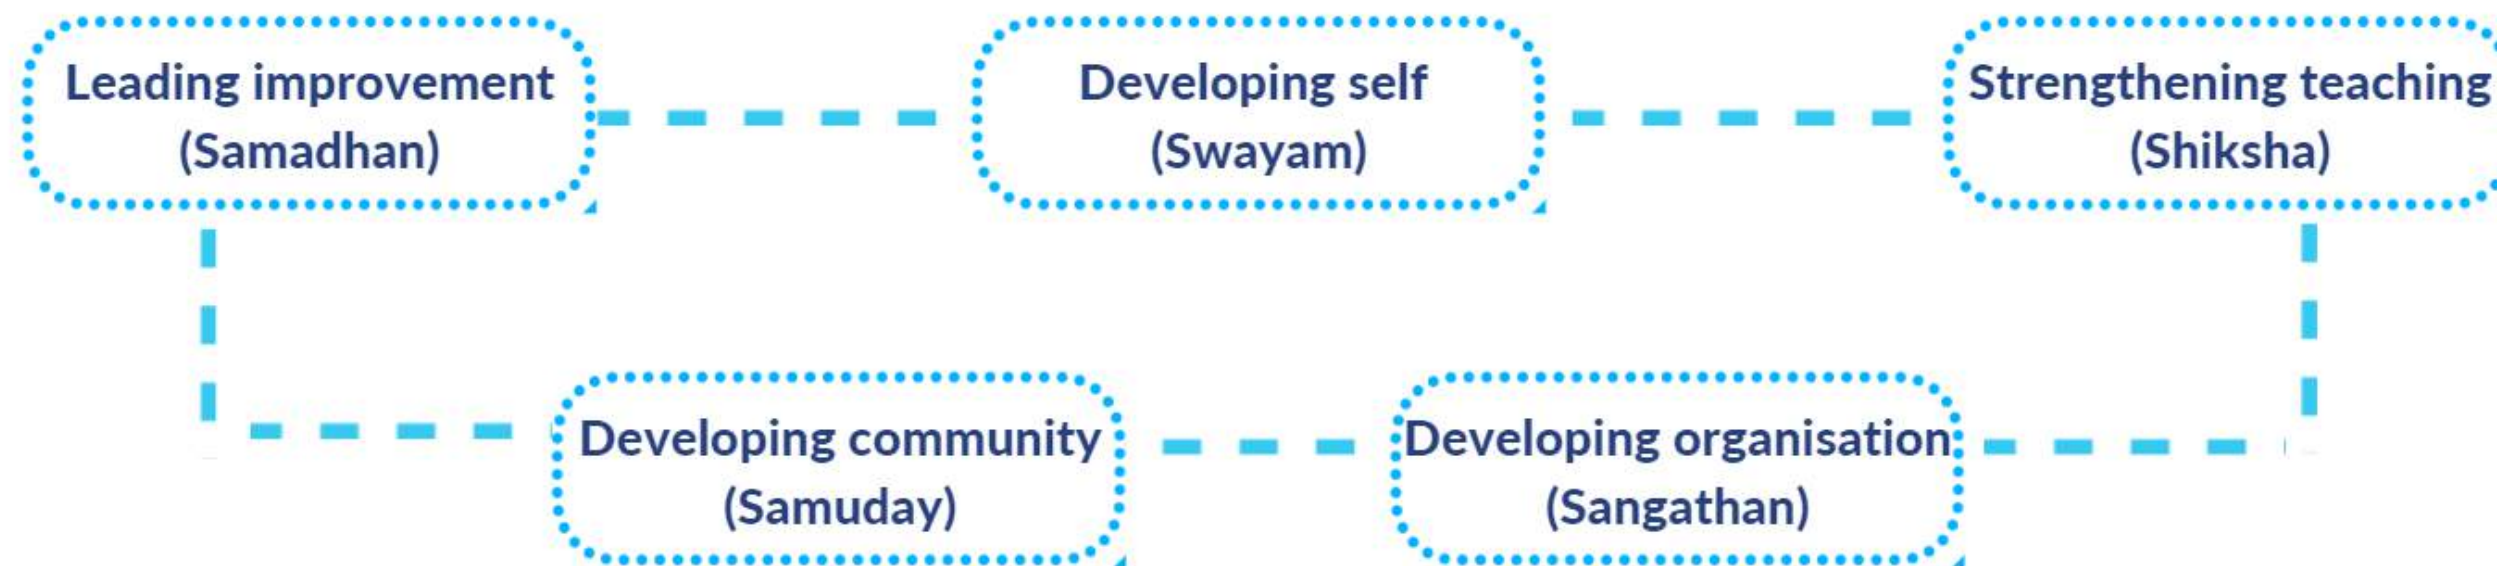 Leading improvement
(Samadhan)
Developing self
(Swayam)
Strengthening teaching
(Shiksha)
Developing community
(Samuday)
Developing organisation
(Sangathan)